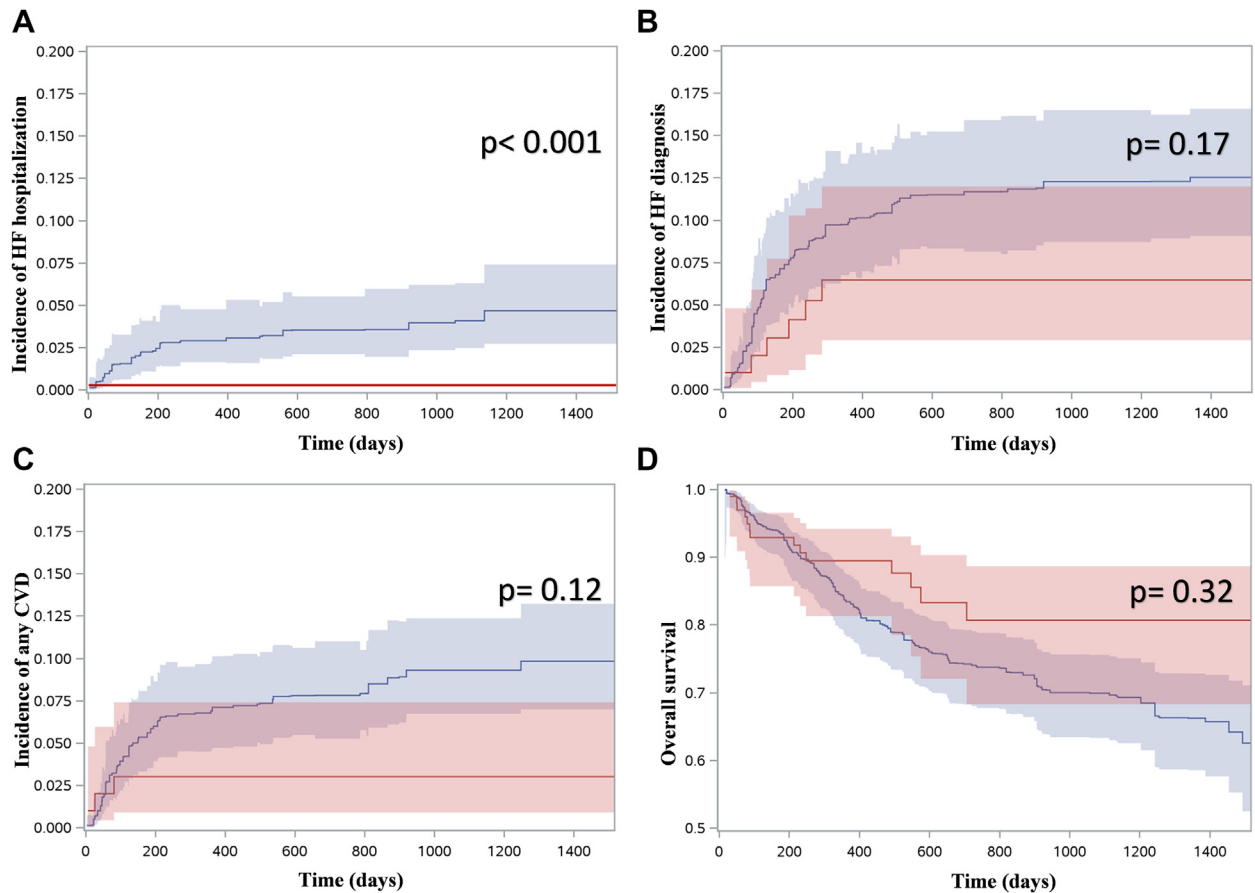 A
0.200
0.175
0.150
0.125
0.100
0.075
0.050
0.025
0.000
Incidence of HF hospitalization
p< 0.001
0 200 400 600 800 1000 1200 1400
Time (days)
B
0.200
0.175
0.150
0.125
0.100
0.075
0.050
0.025
0.000
Incidence of HF diagnosis
p= 0.17
0 200 400 600 800 1000 1200 1400
Time (days)
C
0.200
0.175
0.150
0.125
0.100
0.075
0.050
0.025
0.000
Incidence of any CVD
p= 0.12
0 200 400 600 800 1000 1200 1400
Time (days)
D
1.0
0.9
0.8
0.7
0.6
0.5
Overall survival
p= 0.32
0 200 400 600 800 1000 1200 1400
Time (days)